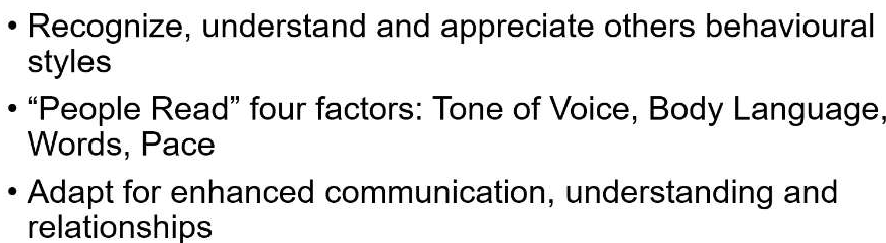 • Recognize, understand and appreciate others behavioural
styles
• “People Read” four factors: Tone of Voice, Body Language,
Words, Pace
• Adapt for enhanced communication, understanding and
relationships